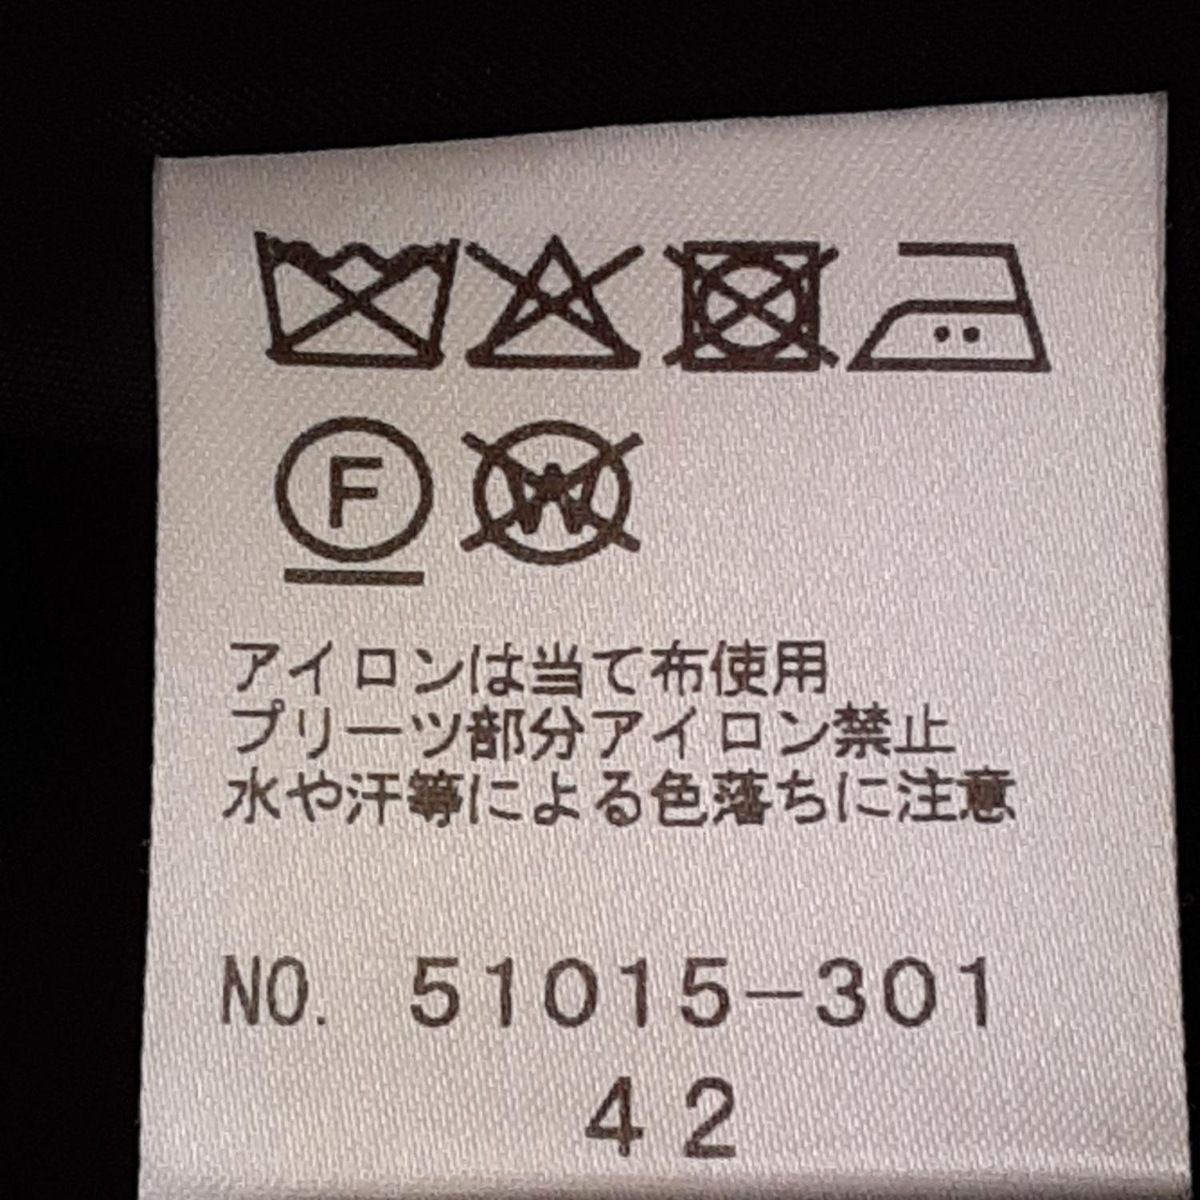 F
W
アイロンは当て布使用
プリーツ部分アイロン禁止
水や汗等による色落ちに注意
NO. 51015-301
42